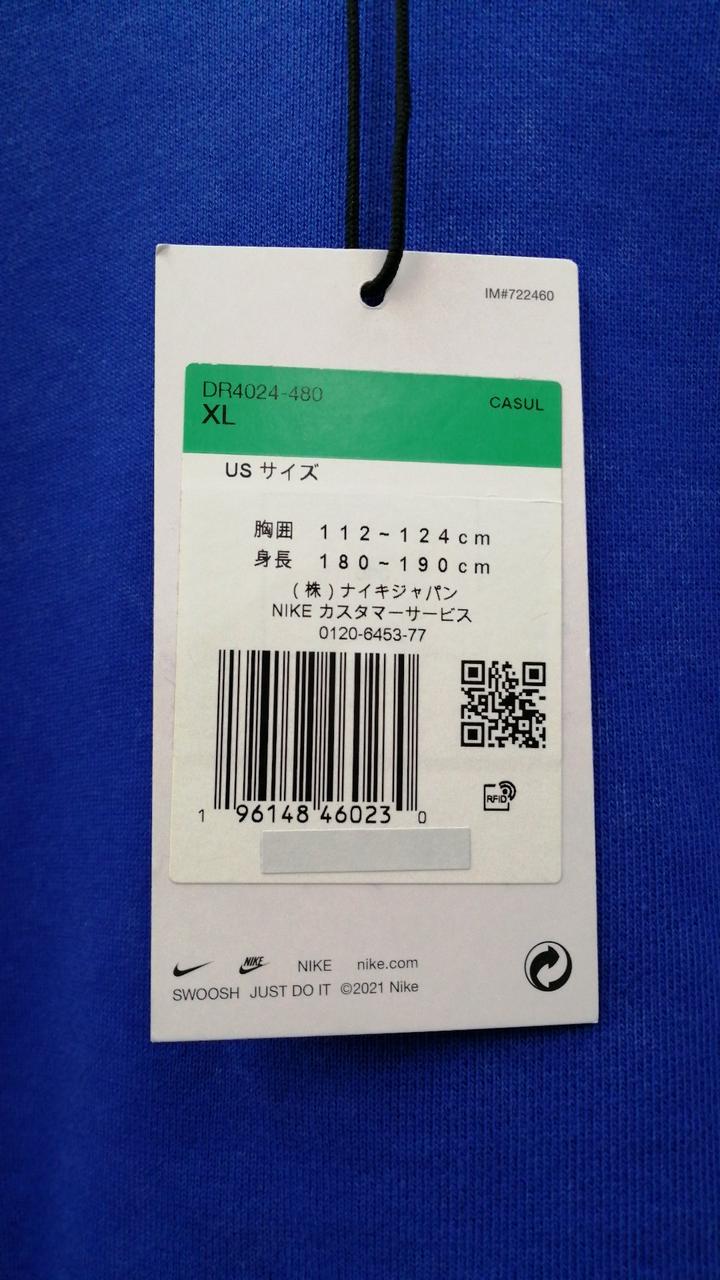 IM#722460
DR4024-480
XL
CASUL
US サイズ
胸囲 112~124cm
身長 180~190cm
(株)ナイキジャパン
NIKE カスタマーサービス
0120-6453-77
1 96148 46023 0
RFID
NIKE NIKE nike.com
SWOOSH JUST DO IT ©2021 Nike